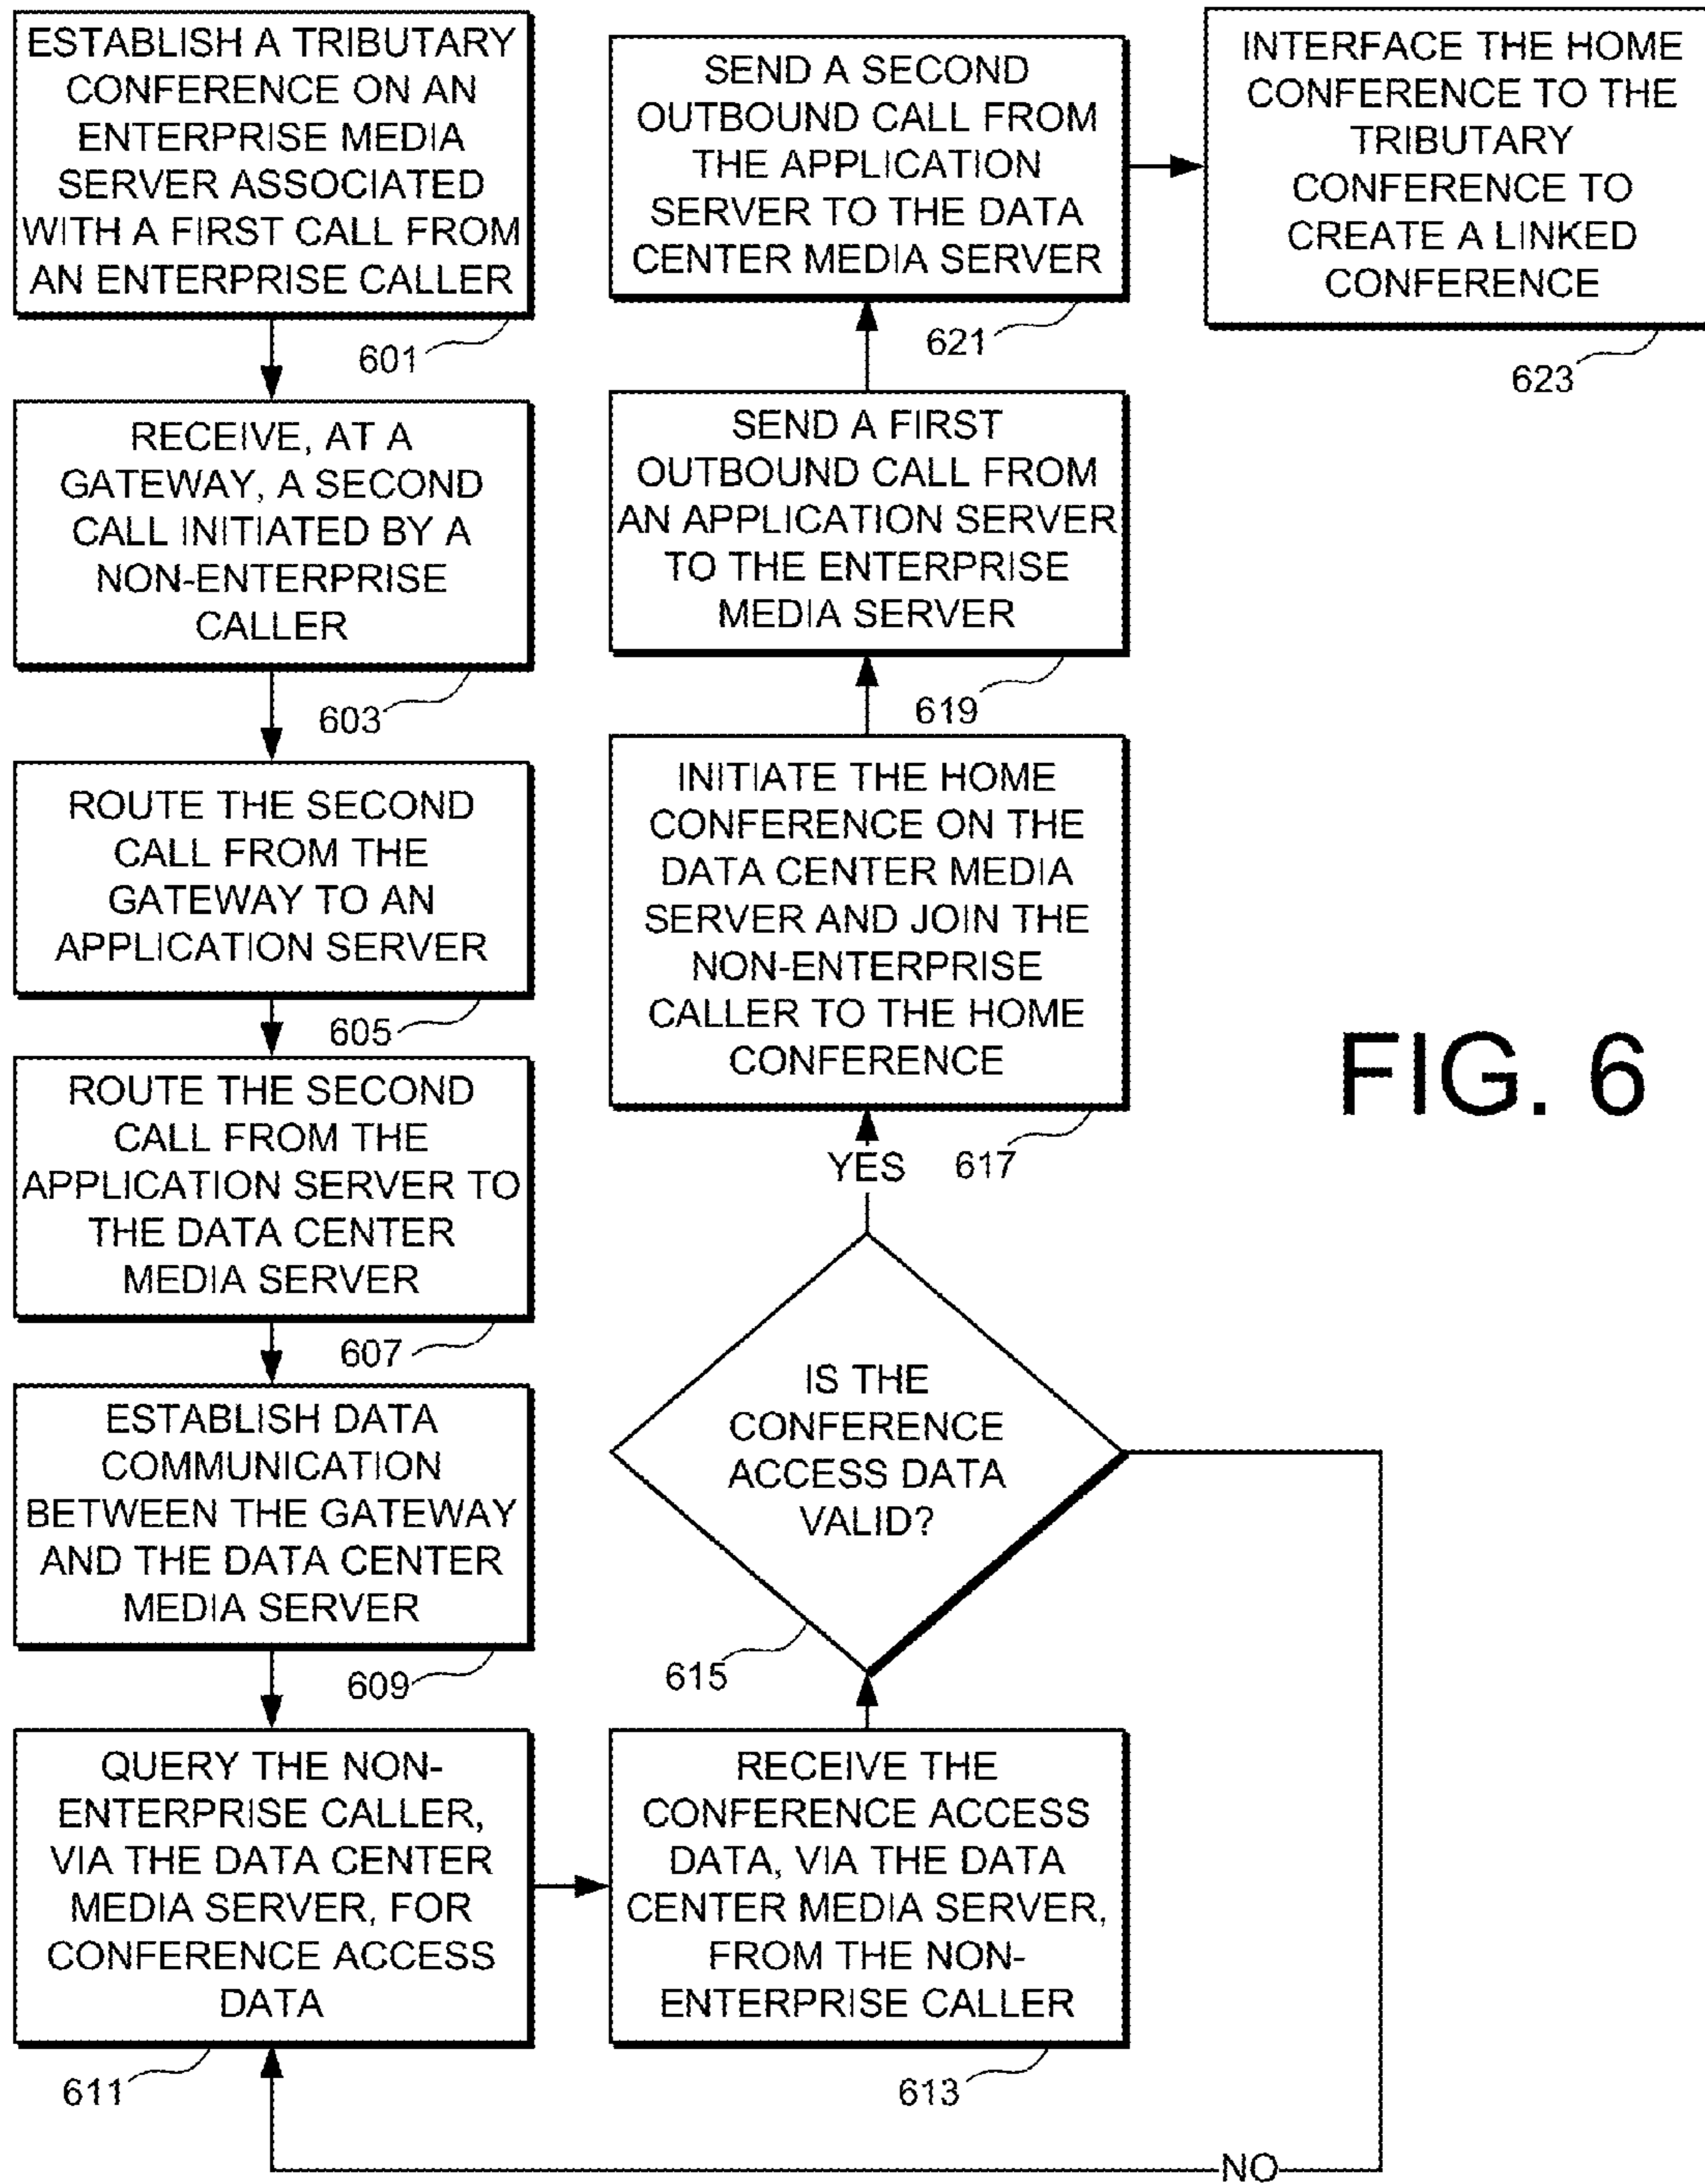 ESTABLISH A TRIBUTARY
CONFERENCE ON AN
ENTERPRISE MEDIA
SERVER ASSOCIATED
WITH A FIRST CALL FROM
AN ENTERPRISE CALLER
601
RECEIVE, AT A
GATEWAY, A SECOND
CALL INITIATED BY A
NON-ENTERPRISE
CALLER
603
ROUTE THE SECOND
CALL FROM THE
GATEWAY TO AN
APPLICATION SERVER
605
ROUTE THE SECOND
CALL FROM THE
APPLICATION SERVER TO
THE DATA CENTER
MEDIA SERVER
607
ESTABLISH DATA
COMMUNICATION
BETWEEN THE GATEWAY
AND THE DATA CENTER
MEDIA SERVER
609
QUERY THE NON-
ENTERPRISE CALLER,
VIA THE DATA CENTER
MEDIA SERVER, FOR
CONFERENCE ACCESS
DATA
611
RECEIVE THE
CONFERENCE ACCESS
DATA, VIA THE DATA
CENTER MEDIA SERVER,
FROM THE NON-
ENTERPRISE CALLER
613
IS THE
CONFERENCE
ACCESS DATA
VALID?
615
NO
YES
INITIATE THE HOME
CONFERENCE ON THE
DATA CENTER MEDIA
SERVER AND JOIN THE
NON-ENTERPRISE
CALLER TO THE HOME
CONFERENCE
617
SEND A FIRST
OUTBOUND CALL FROM
AN APPLICATION SERVER
TO THE ENTERPRISE
MEDIA SERVER
619
SEND A SECOND
OUTBOUND CALL FROM
THE APPLICATION
SERVER TO THE DATA
CENTER MEDIA SERVER
621
INTERFACE THE HOME
CONFERENCE TO THE
TRIBUTARY
CONFERENCE TO
CREATE A LINKED
CONFERENCE
623
FIG. 6